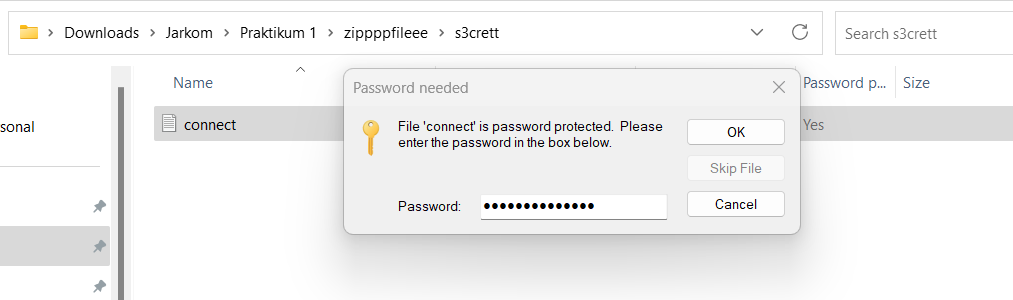 Downloads > Jarkom > Praktikum 1 > zippppfileee > s3crett
Search s3crett
Name
Password p...
Size
sonal
connect
Yes
Password needed
File 'connect' is password protected. Please
enter the password in the box below.
OK
Skip File
Password: ●●●●●●●●●●●●●●
Cancel